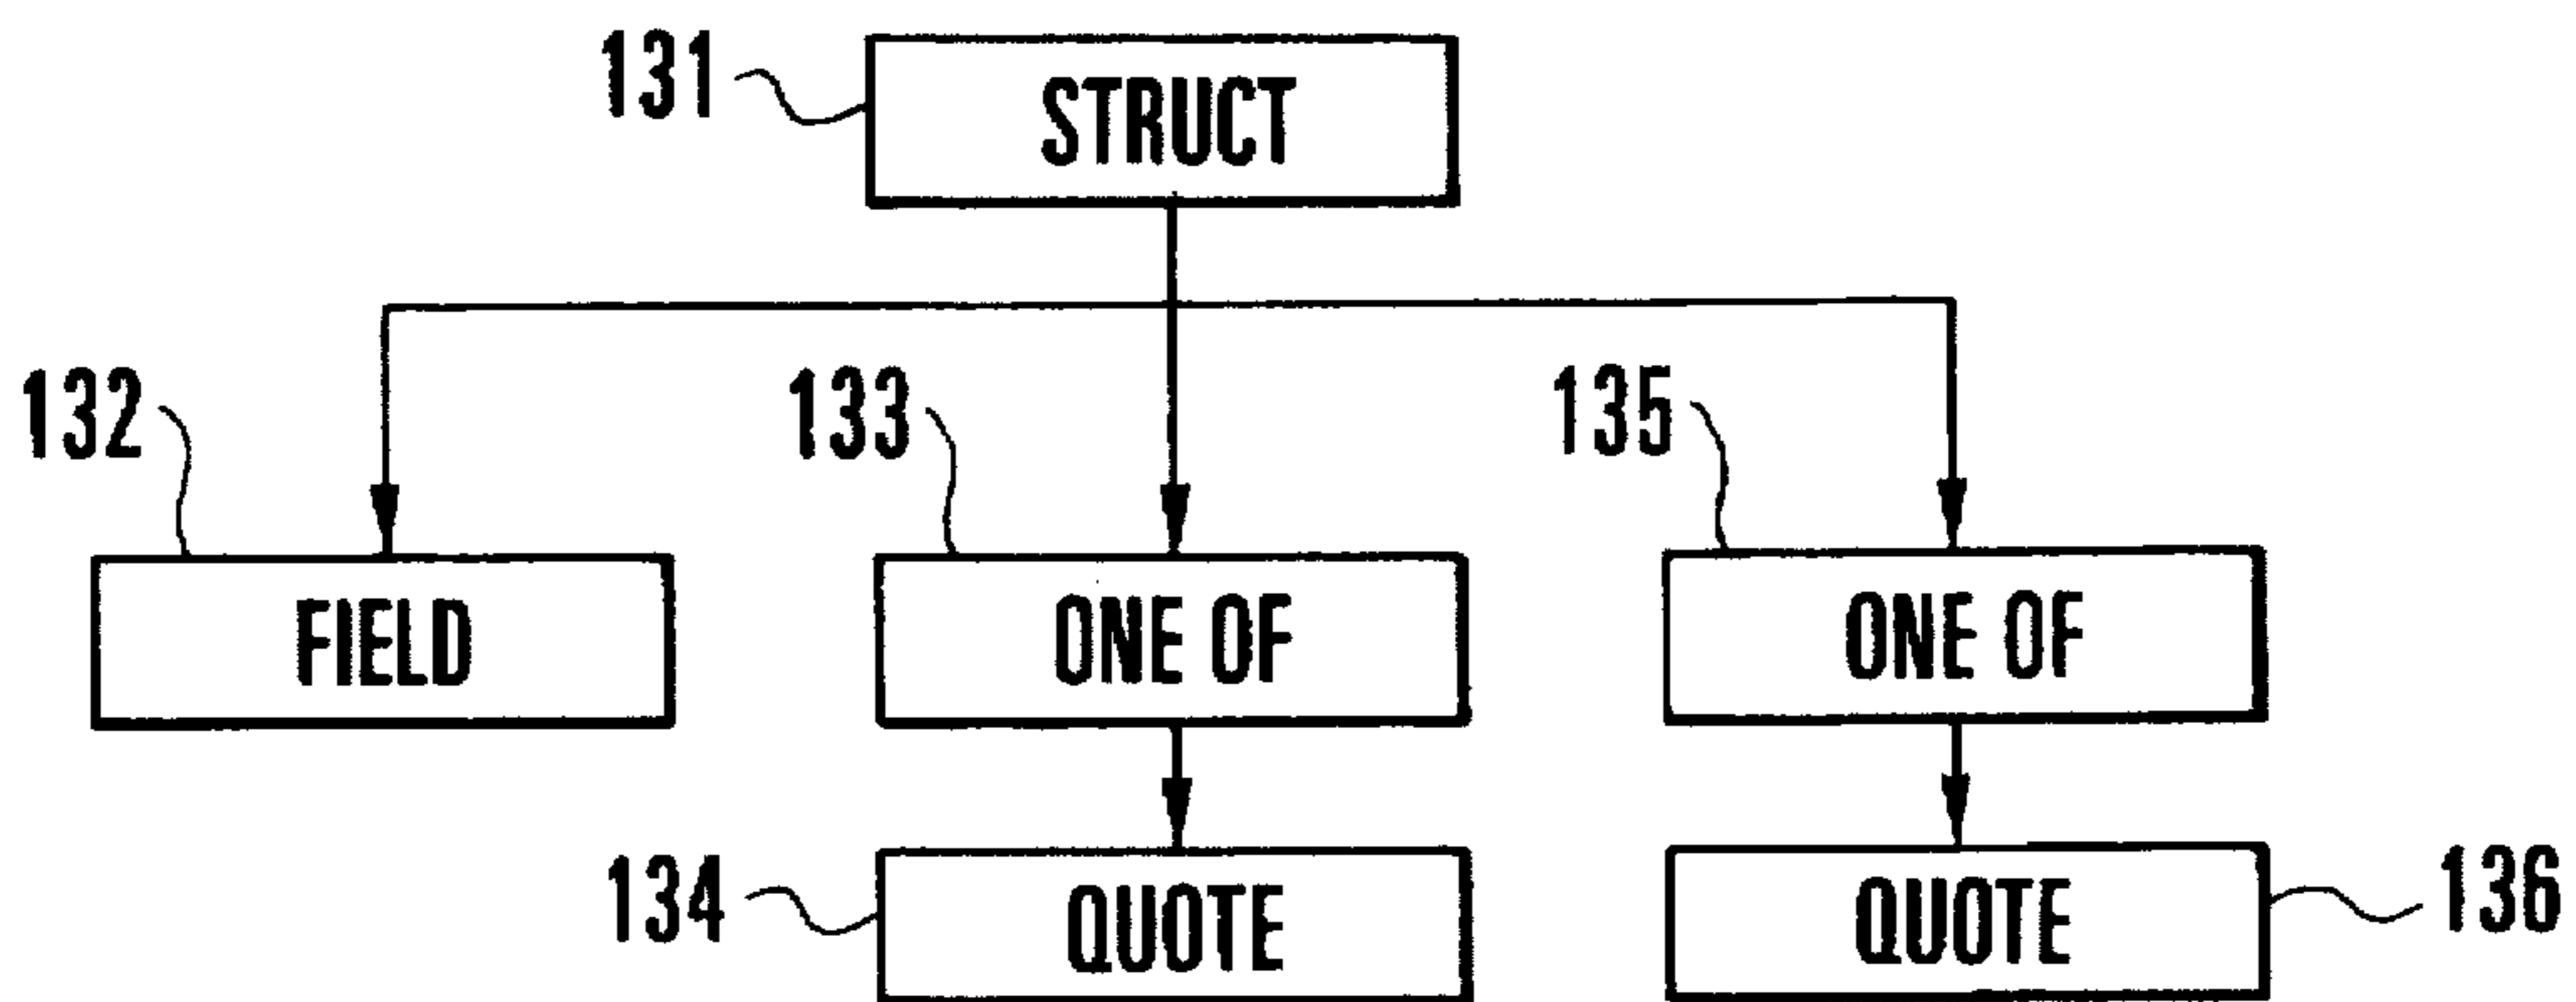 131
STRUCT
132
133
135
FIELD
ONE OF
ONE OF
134
QUOTE
QUOTE
136